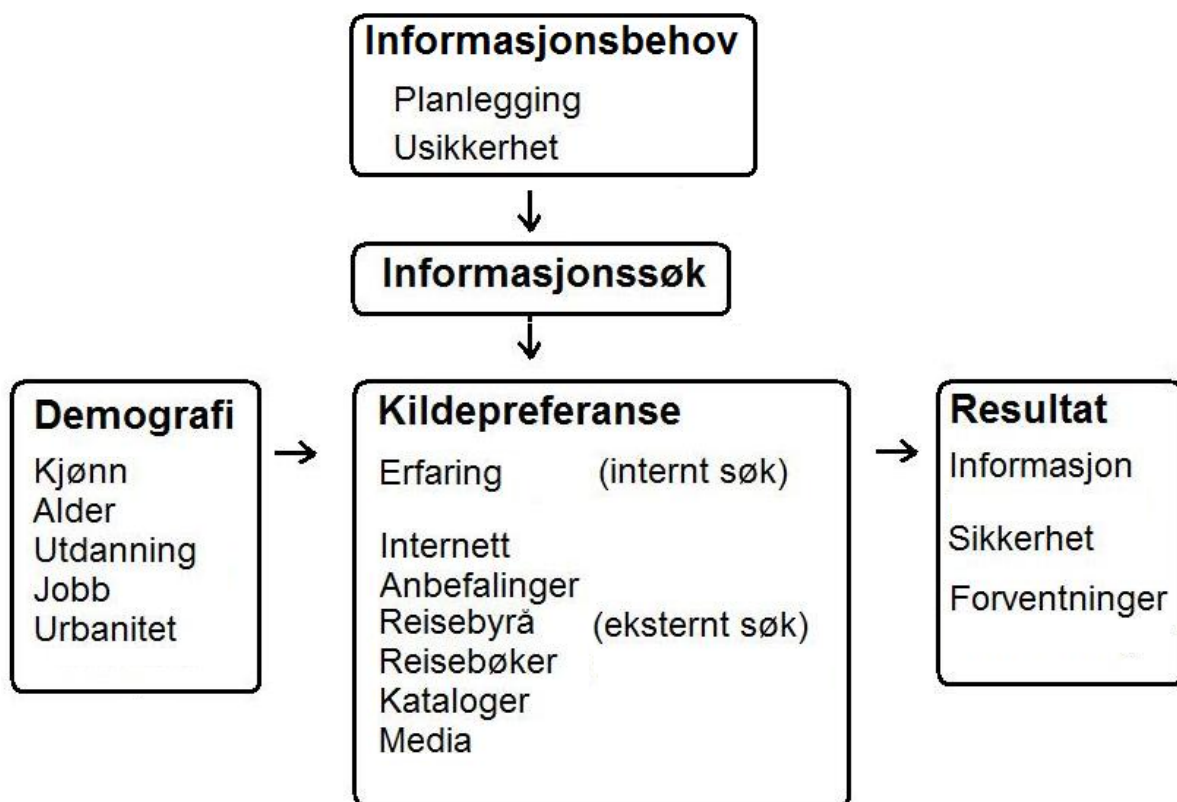 Informasjonsbehov
Planlegging
Usikkerhet
Informasjonssøk
Demografi
Kjønn
Alder
Utdanning
Jobb
Urbanitet
Kildepreferanse
Erfaring (internt søk)
Internett
Anbefalinger
Reisebyrå (eksternt søk)
Reisebøker
Kataloger
Media
Resultat
Informasjon
Sikkerhet
Forventninger